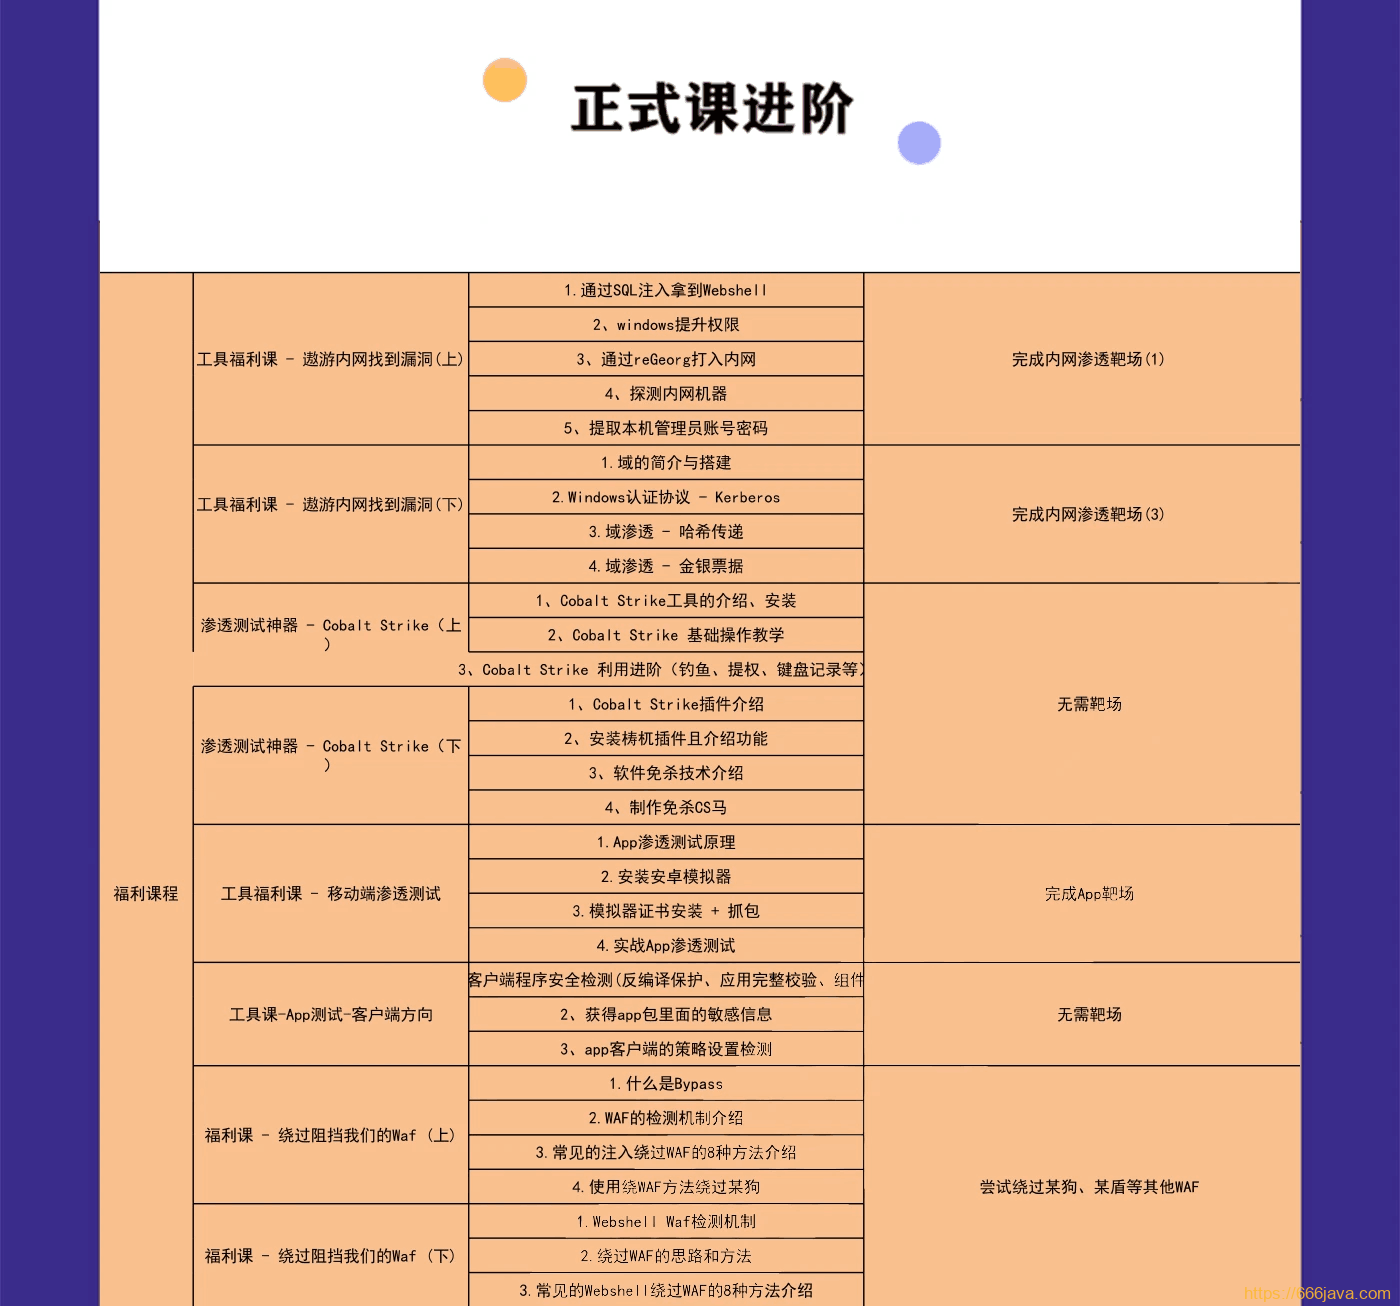 正式课进阶
福利课程
工具福利课 - 遨游内网找到漏洞(上)
1.通过SQL注入拿到Webshell
2、windows提升权限
3、通过reGeorg打入内网
4、探测内网机器
5、提取本机管理员账号密码
完成内网渗透靶场(1)
工具福利课 - 遨游内网找到漏洞(下)
1.域的简介与搭建
2.Windows认证协议 - Kerberos
3.域渗透 - 哈希传递
4.域渗透 - 金银票据
完成内网渗透靶场(3)
渗透测试神器 - Cobalt Strike（上
）
1、Cobalt Strike工具的介绍、安装
2、Cobalt Strike 基础操作教学
3、Cobalt Strike 利用进阶（钓鱼、提权、键盘记录等）
渗透测试神器 - Cobalt Strike（下
）
1、Cobalt Strike插件介绍
2、安装梼杌插件且介绍功能
3、软件免杀技术介绍
4、制作免杀CS马
无需靶场
工具福利课 - 移动端渗透测试
1.App渗透测试原理
2.安装安卓模拟器
3.模拟器证书安装 + 抓包
4.实战App渗透测试
完成App靶场
工具课-App测试-客户端方向
客户端程序安全检测(反编译保护、应用完整校验、组件
2、获得app包里面的敏感信息
3、app客户端的策略设置检测
无需靶场
福利课 - 绕过阻挡我们的Waf (上)
1.什么是Bypass
2.WAF的检测机制介绍
3.常见的注入绕过WAF的8种方法介绍
4.使用绕WAF方法绕过某狗
福利课 - 绕过阻挡我们的Waf (下)
1.Webshell Waf检测机制
2.绕过WAF的思路和方法
3.常见的Webshell绕过WAF的8种方法介绍
尝试绕过某狗、某盾等其他WAF
https://666java.com